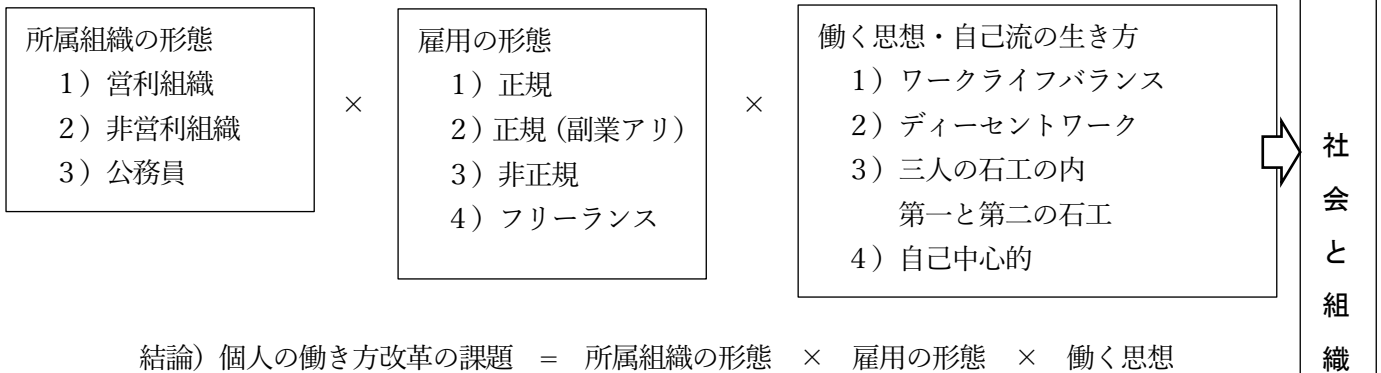 所属組織の形態
1）営利組織
2）非営利組織
3）公務員
×
雇用の形態
1）正規
2）正規（副業アリ）
3）非正規
4）フリーランス
×
働く思想・自己流の生き方
1）ワークライフバランス
2）ディーセントワーク
3）三人の石工の内
第一と第二の石工
4）自己中心的
社会と組織
結論）個人の働き方改革の課題 = 所属組織の形態 × 雇用の形態 × 働く思想